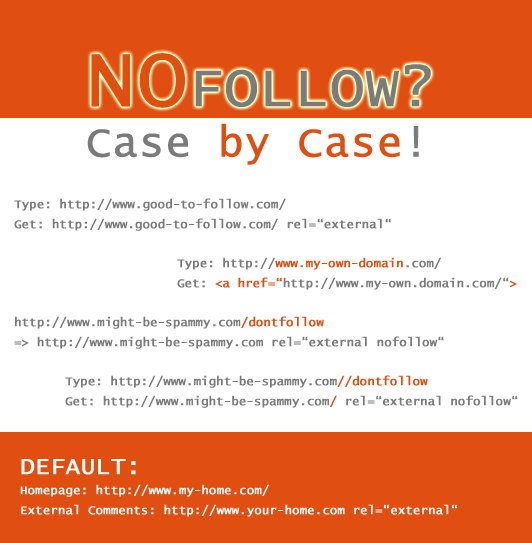 NOFOLLOW?
Case by Case!
Type: http://www.good-to-follow.com/
Get: http://www.good-to-follow.com/ rel="external"
Type: http://www.my-own-domain.com/
Get: <a href="http://www.my-own.domain.com/">
http://www.might-be-spammy.com/dontfollow
=> http://www.might-be-spammy.com rel="external nofollow"
Type: http://www.might-be-spammy.com//dontfollow
Get: http://www.might-be-spammy.com/ rel="external nofollow"
DEFAULT:
Homepage: http://www.my-home.com/
External Comments: http://www.your-home.com rel="external"